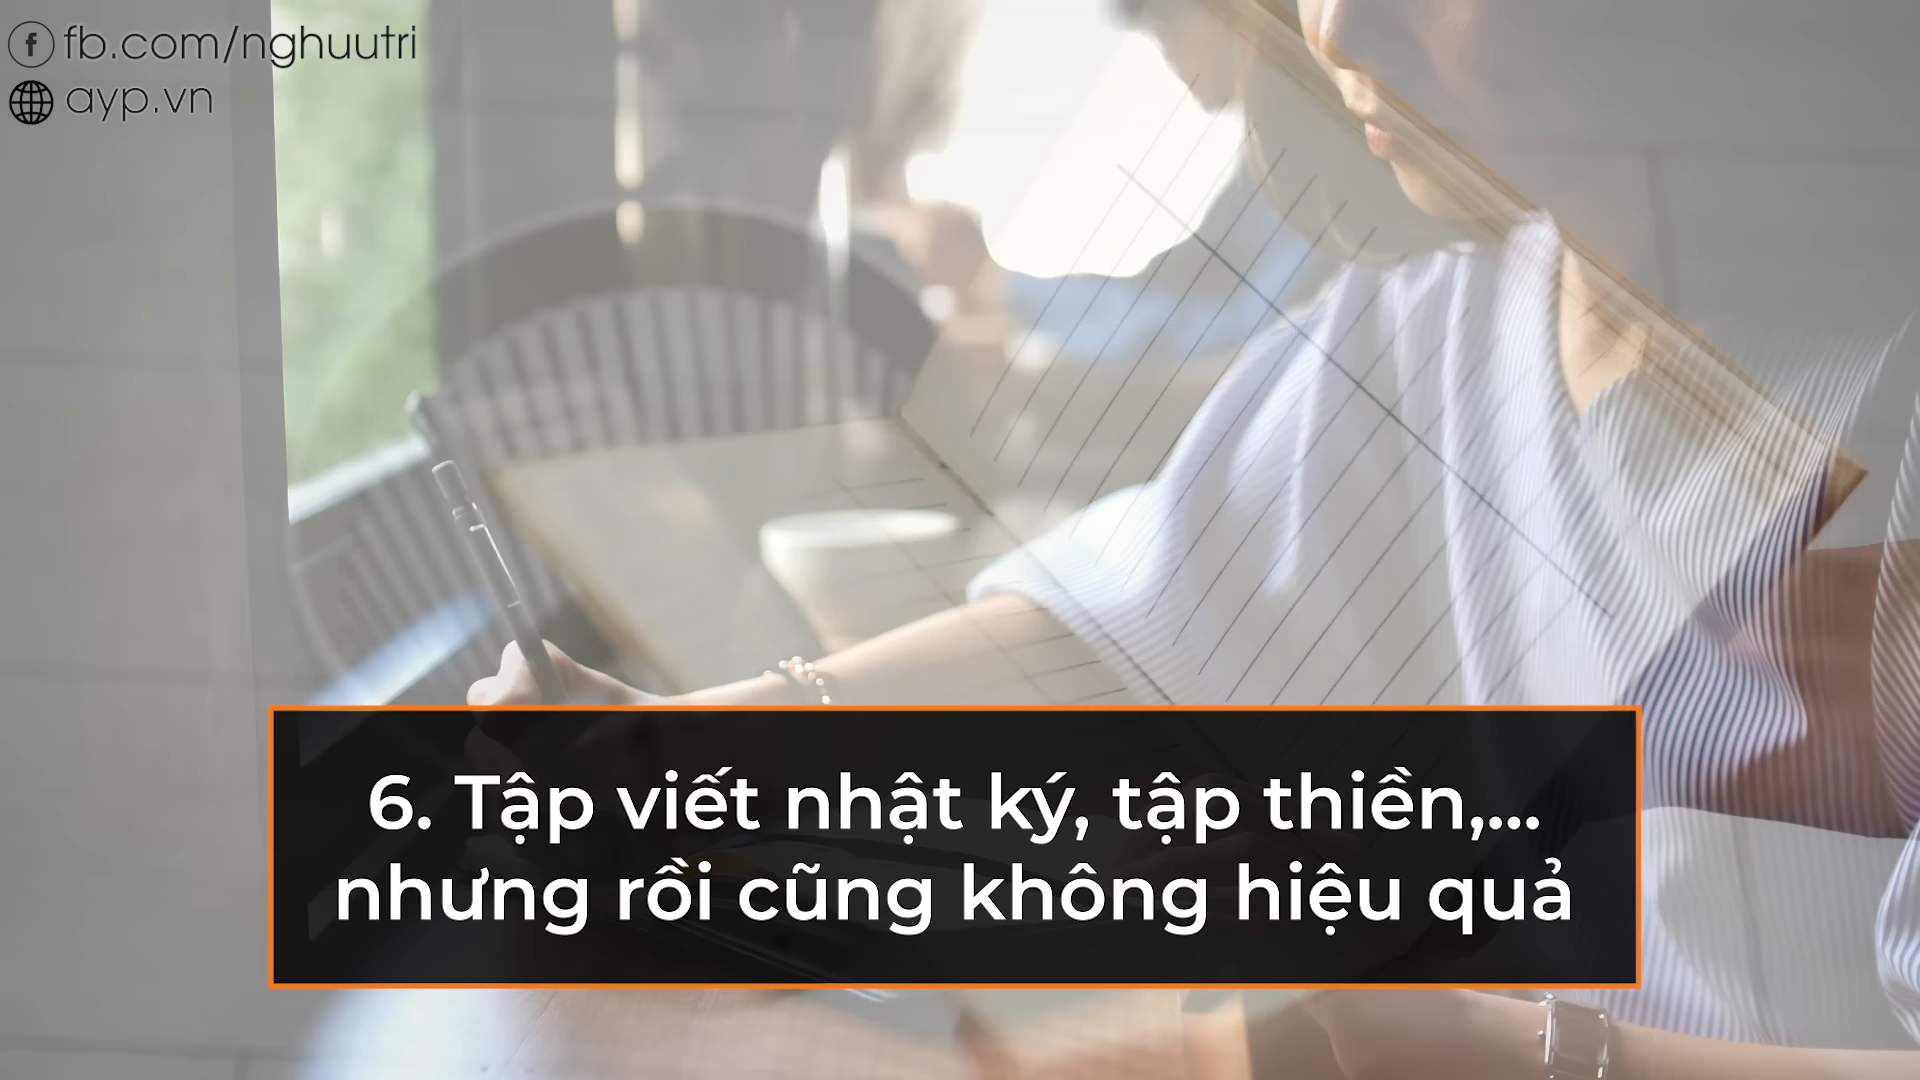 fb.com/nghuutri
ayp.vn
6. Tập viết nhật ký, tập thiền,...
nhưng rồi cũng không hiệu quả